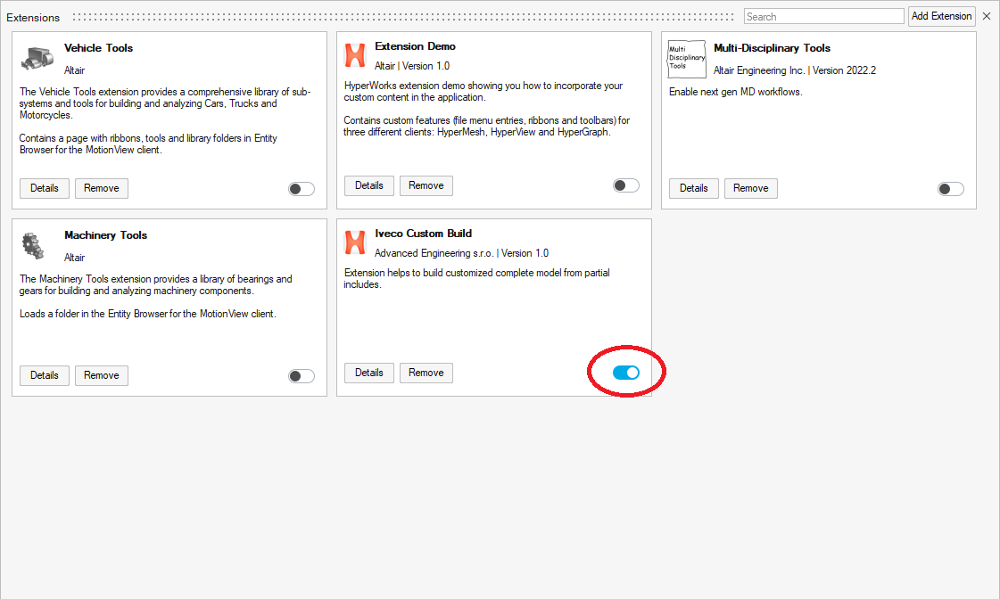 Extensions
Search
Add Extension
Vehicle Tools
Altair
The Vehicle Tools extension provides a comprehensive library of sub-
systems and tools for building and analyzing Cars, Trucks and
Motorcycles.
Contains a page with ribbons, tools and library folders in Entity
Browser for the MotionView client.
Details
Remove
Extension Demo
Altair | Version 1.0
HyperWorks extension demo showing you how to incorporate your
custom content in the application.
Contains custom features (file menu entries, ribbons and toolbars) for
three different clients: HyperMesh, HyperView and HyperGraph.
Details
Remove
Multi
Disciplinary
Tools
Multi-Disciplinary Tools
Altair Engineering Inc. | Version 2022.2
Enable next gen MD workflows.
Details
Remove
Machinery Tools
Altair
The Machinery Tools extension provides a library of bearings and
gears for building and analyzing machinery components.
Loads a folder in the Entity Browser for the MotionView client.
Details
Remove
Iveco Custom Build
Advanced Engineering s.r.o. | Version 1.0
Extension helps to build customized complete model from partial
includes.
Details
Remove